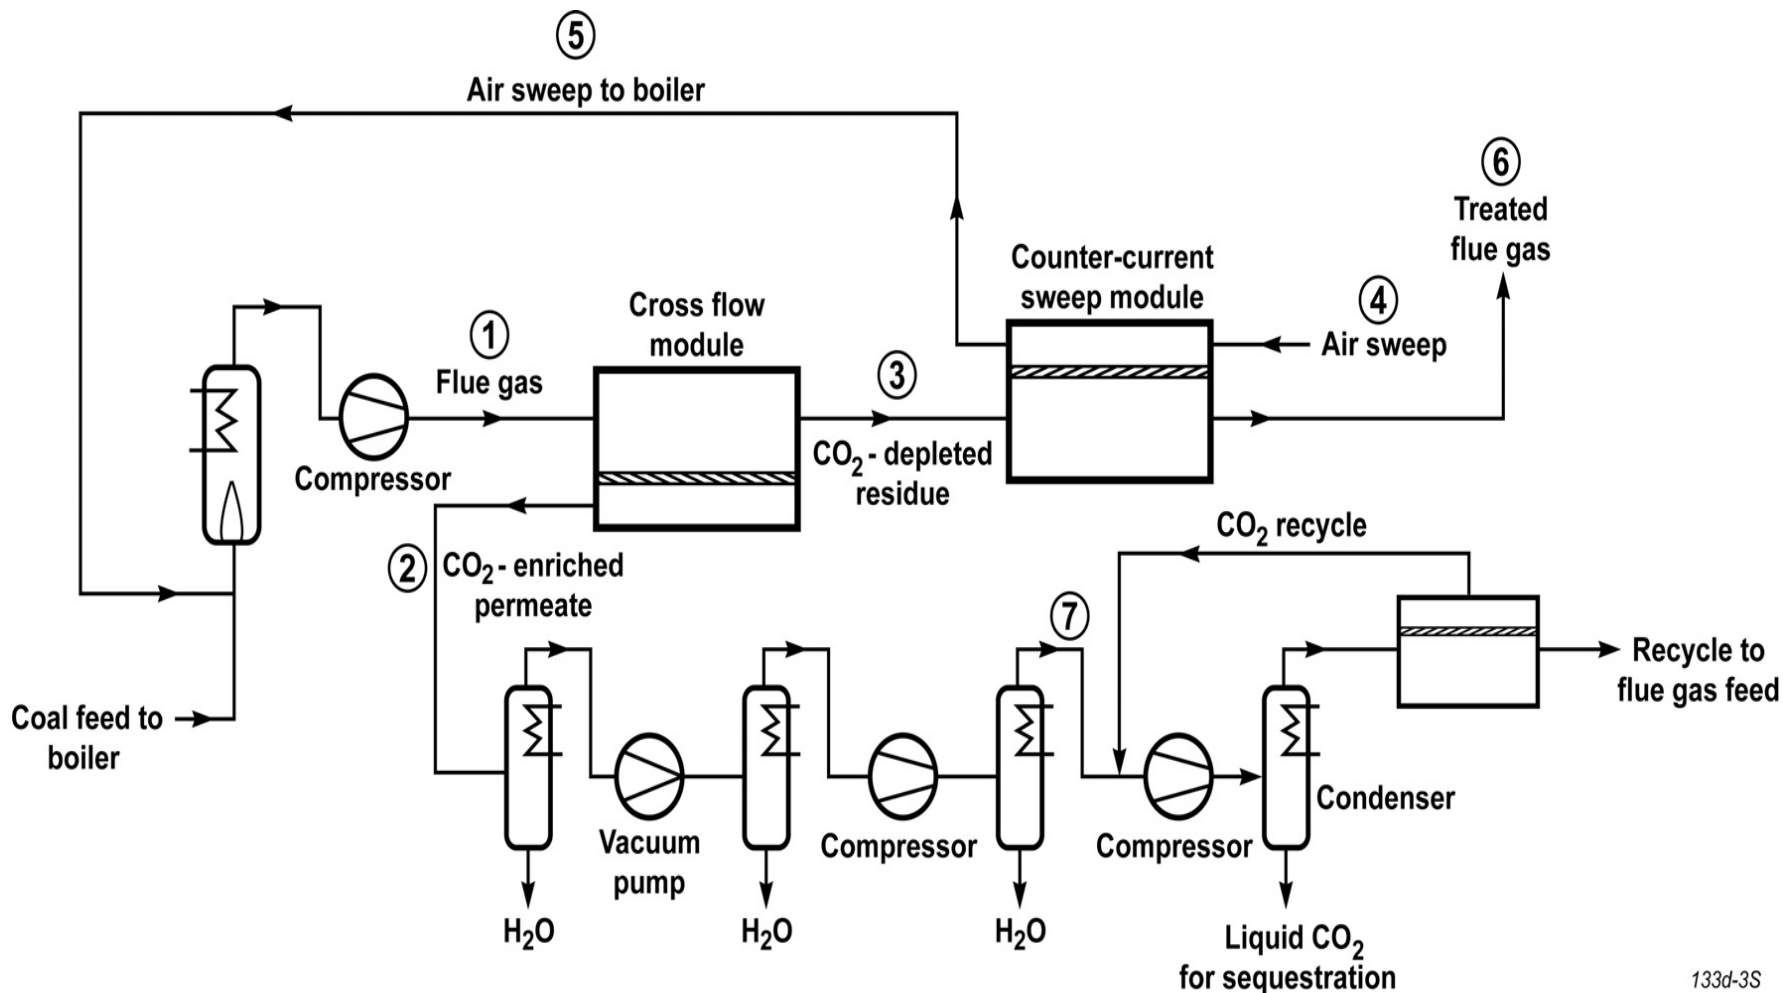 5
Air sweep to boiler
6
Treated
flue gas
Counter-current
sweep module
4
Air sweep
Cross flow
module
1
Flue gas
3
CO2 - depleted
residue
Compressor
CO2 recycle
2
CO2 - enriched
permeate
7
Recycle to
flue gas feed
Coal feed to
boiler
Vacuum
pump
Compressor
Compressor
Condenser
H2O
H2O
H2O
Liquid CO2
for sequestration
133d-3S